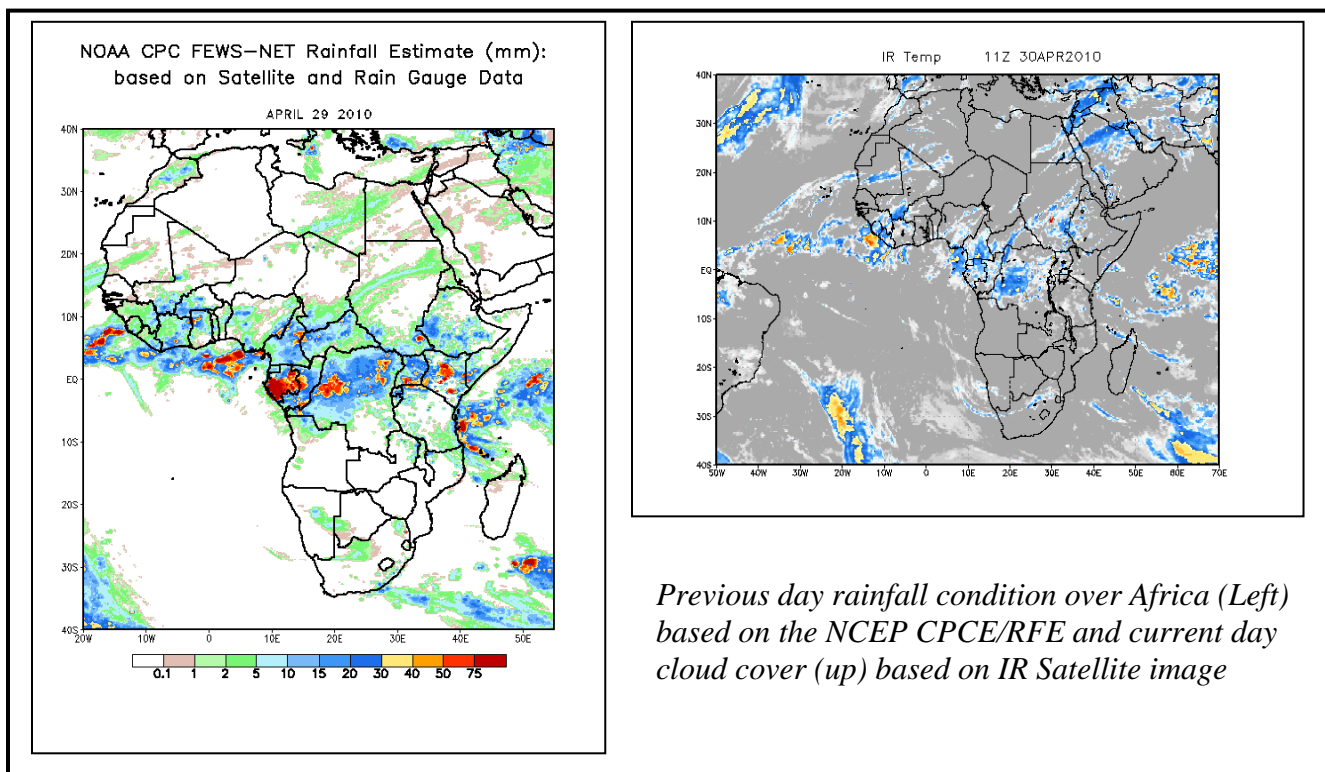 NOAA CPC FEWS-NET Rainfall Estimate (mm):
based on Satellite and Rain Gauge Data
APRIL 29 2010
40N
30N
20N
10N
EQ
10S
20S
30S
40S
20W 10W 0 10E 20E 30E 40E 50E
0.1 1 2 5 10 15 20 30 40 50 75
IR Temp 11Z 30APR2010
40N
30N
20N
10N
EQ
10S
20S
30S
40S
50W 40W 30W 20W 10W 0 10E 20E 30E 40E 50E 60E 70E
Previous day rainfall condition over Africa (Left)
based on the NCEP CPCE/RFE and current day
cloud cover (up) based on IR Satellite image